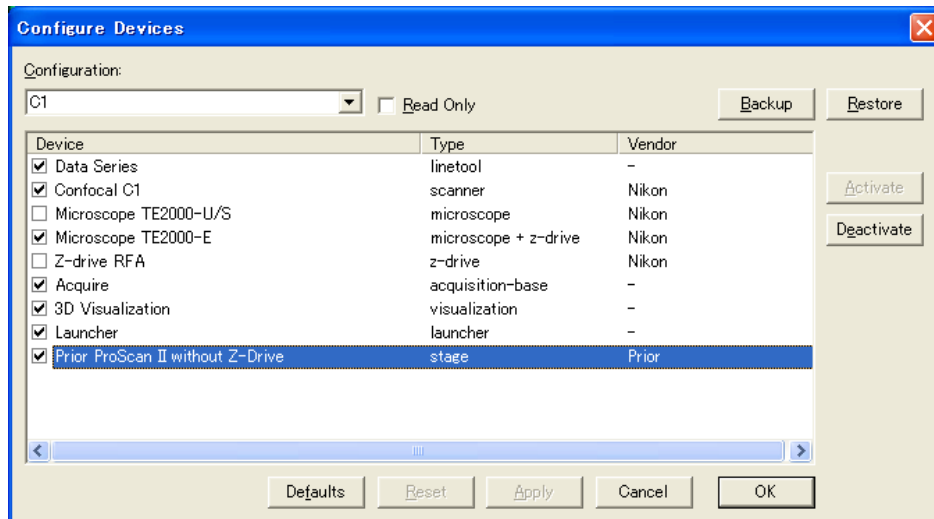 Configure Devices
Configuration:
C1
Read Only
Backup
Restore
Device Type Vendor
Data Series linetool -
Confocal C1 scanner Nikon
Microscope TE2000-U/S microscope Nikon
Microscope TE2000-E microscope + z-drive Nikon
Z-drive RFA z-drive Nikon
Acquire acquisition-base -
3D Visualization visualization -
Launcher launcher -
Prior ProScan II without Z-Drive stage Prior
Activate
Deactivate
Defaults Reset Apply Cancel OK